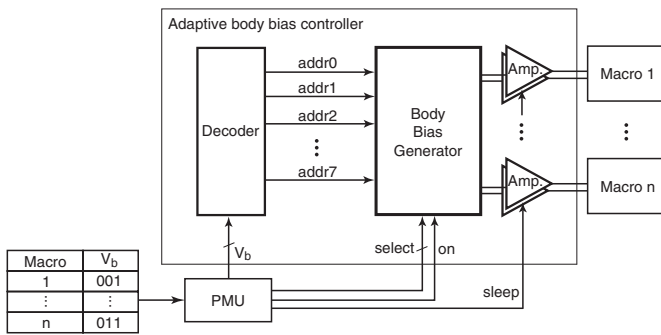 Adaptive body bias controller
Decoder
addr0
addr1
addr2
⋮
addr7
Body
Bias
Generator
Amp.
⋮
Amp.
Macro 1
⋮
Macro n
V_b
select
on
sleep
PMU
Macro V_b
1 001
⋮ ⋮
n 011